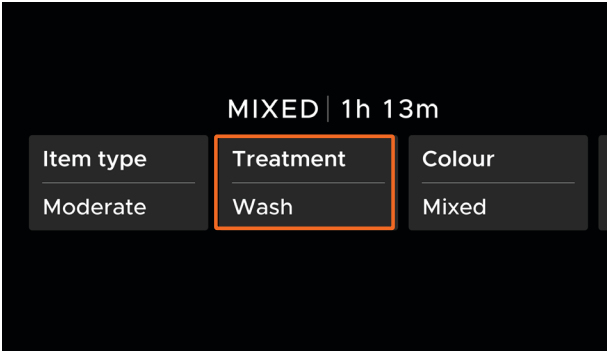 MIXED | 1h 13m
Item type
Moderate
Treatment
Wash
Colour
Mixed